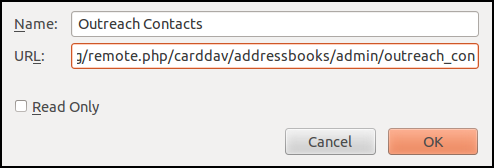 Name: Outreach Contacts
URL: g/remote.php/carddav/addressbooks/admin/outreach_con
Read Only
Cancel OK